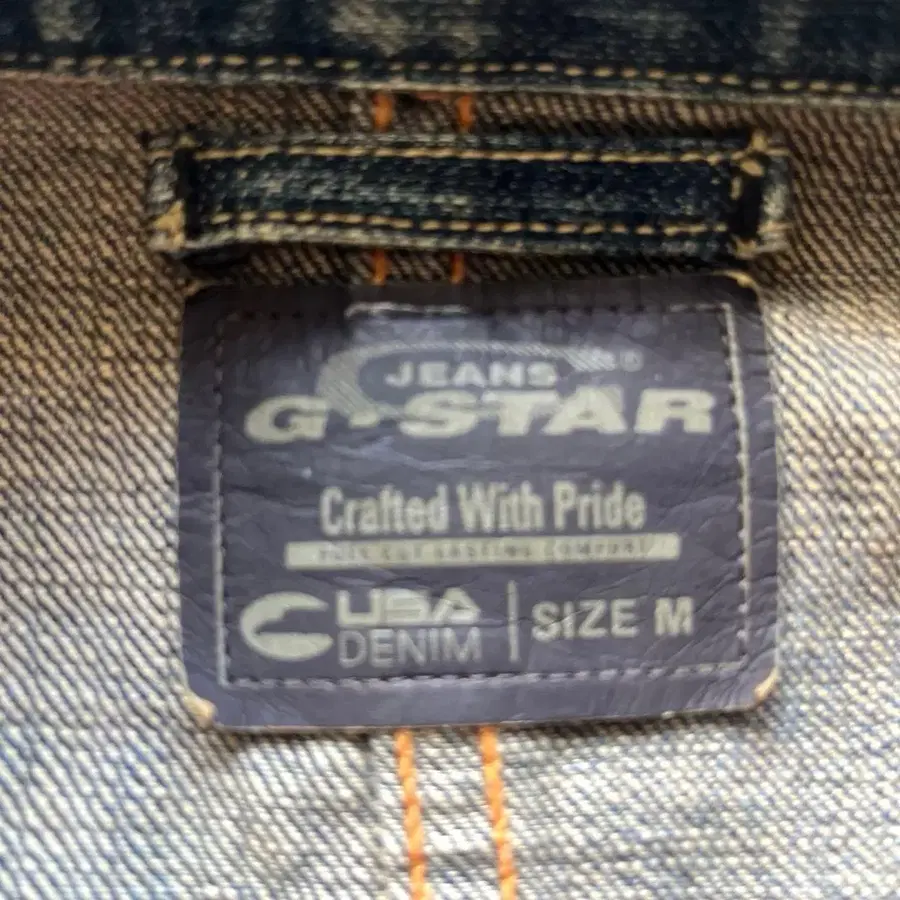 JEANS
G-STAR
Crafted With Pride
USA
DENIM
SIZE M